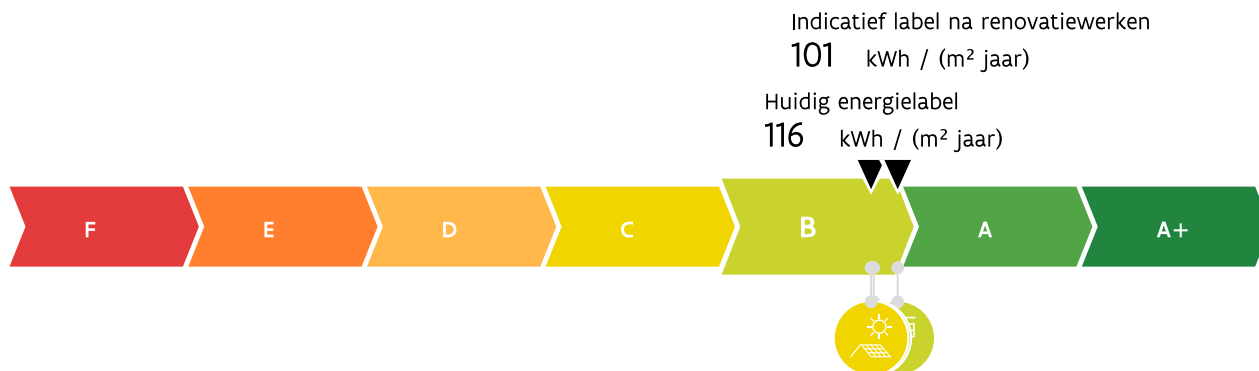 Indicatief label na renovatiewerken
101 kWh / (m² jaar)
Huidig energielabel
116 kWh / (m² jaar)
F E D C B A A+